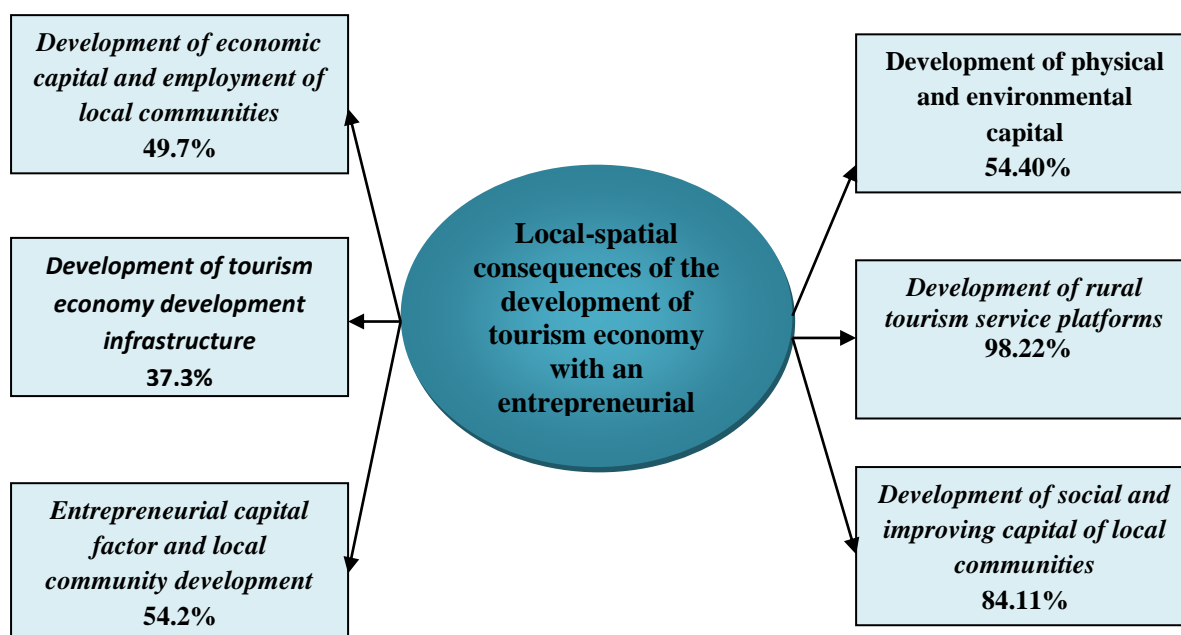 Development of economic
capital and employment of
local communities
49.7%
Development of tourism
economy development
infrastructure
37.3%
Entrepreneurial capital
factor and local
community development
54.2%
Local-spatial
consequences of the
development of
tourism economy
with an
entrepreneurial
Development of physical
and environmental
capital
54.40%
Development of rural
tourism service platforms
98.22%
Development of social and
improving capital of local
communities
84.11%